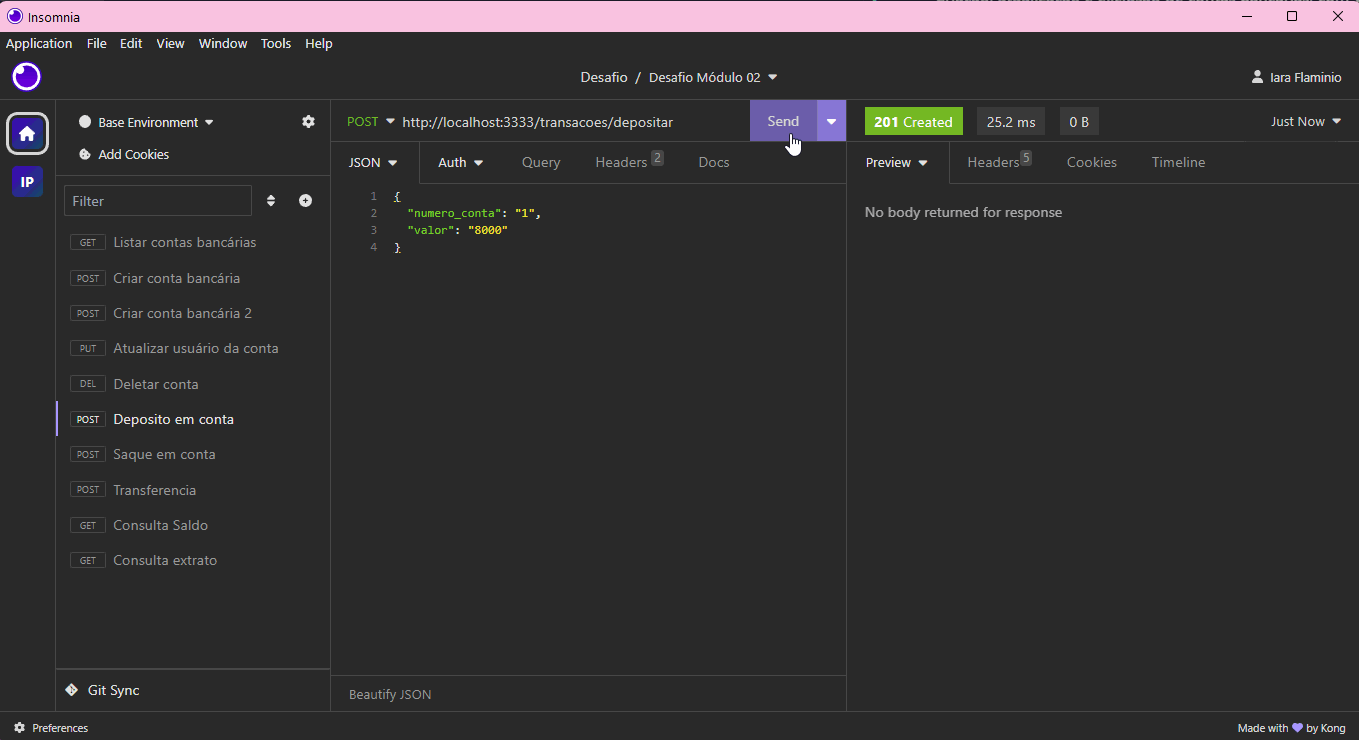 Insomnia
Application File Edit View Window Tools Help
Desafio / Desafio Módulo 02
Iara Flaminio
IP
Base Environment
Add Cookies
Filter
GET Listar contas bancárias
POST Criar conta bancária
POST Criar conta bancária 2
PUT Atualizar usuário da conta
DEL Deletar conta
POST Deposito em conta
POST Saque em conta
POST Transferencia
GET Consulta Saldo
GET Consulta extrato
Git Sync
POST http://localhost:3333/transacoes/depositar Send
JSON Auth Query Headers 2 Docs
1 {
2 "numero_conta": "1",
3 "valor": "8000"
4 }
Beautify JSON
201 Created 25.2 ms 0 B Just Now
Preview Headers 5 Cookies Timeline
No body returned for response
Preferences
Made with by Kong